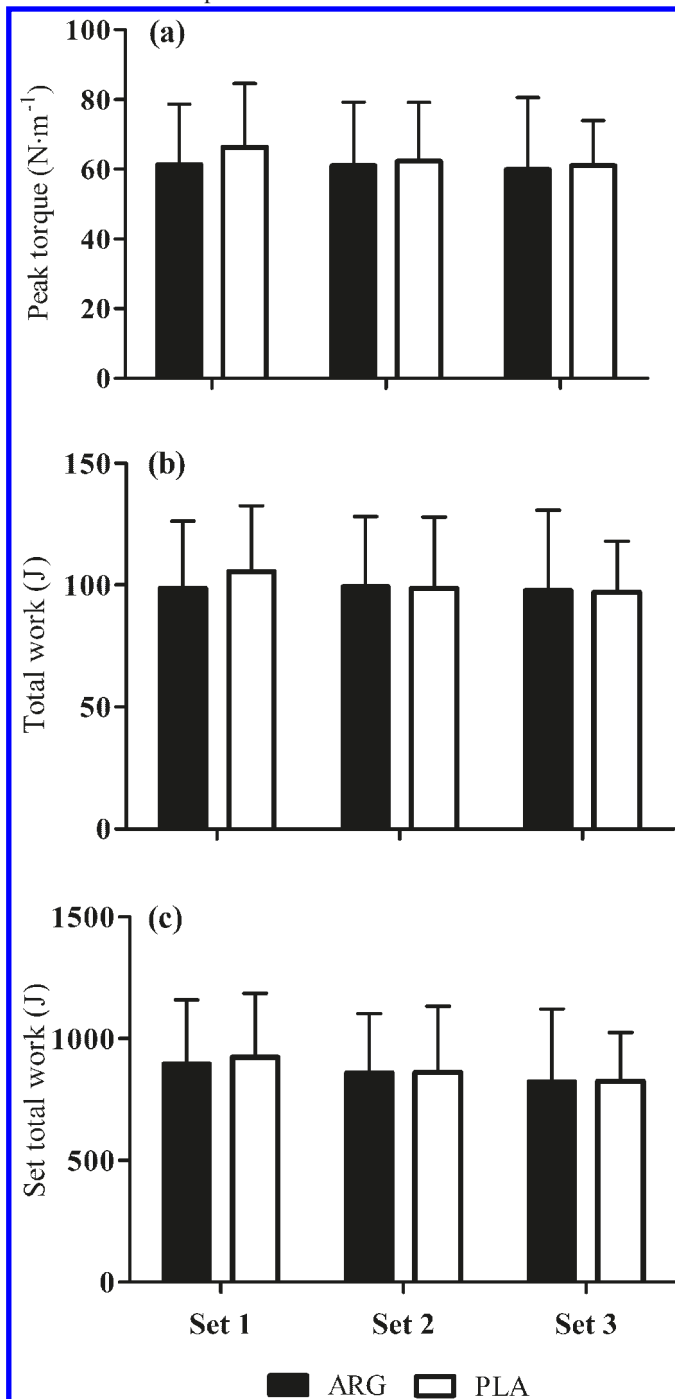 (a)
Peak torque (N·m⁻¹)
100
80
60
40
20
0
(b)
Total work (J)
150
100
50
0
(c)
Set total work (J)
1500
1000
500
0
Set 1 Set 2 Set 3
ARG PLA